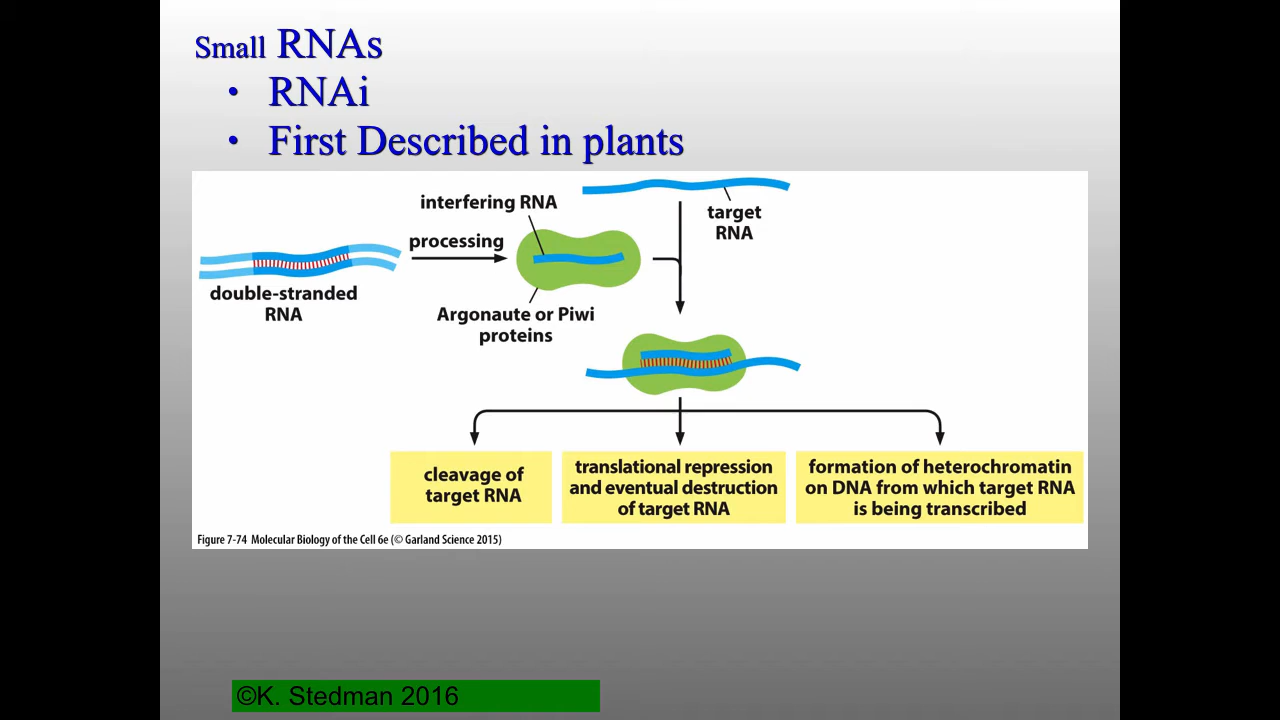 Small RNAs
• RNAi
• First Described in plants
interfering RNA
target
RNA
processing
double-stranded
RNA
Argonaute or Piwi
proteins
cleavage of
target RNA
translational repression
and eventual destruction
of target RNA
formation of heterochromatin
on DNA from which target RNA
is being transcribed
Figure 7-74 Molecular Biology of the Cell 6e (© Garland Science 2015)
©K. Stedman 2016